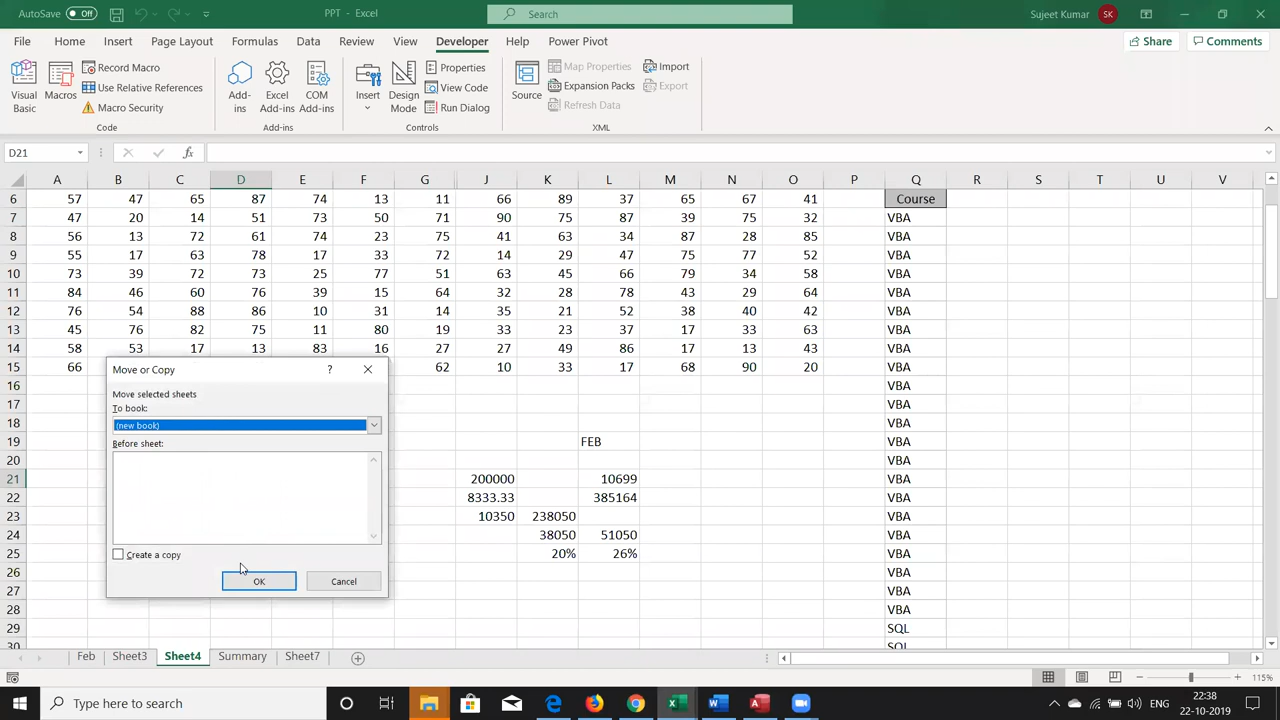 AutoSave Off PPT - Excel Search Sujeet Kumar SK
File Home Insert Page Layout Formulas Data Review View Developer Help Power Pivot Share Comments
Visual Basic
Macros
Record Macro
Use Relative References
Macro Security
Code
Add-ins
Excel Add-ins
COM Add-ins
Add-ins
Insert
Design Mode
Properties
View Code
Run Dialog
Controls
Source
Map Properties
Expansion Packs
Refresh Data
Import
Export
XML
D21 fx
A B C D E F G J K L M N O P Q R S T U V
6 57 47 65 87 74 13 11 66 89 37 65 67 41 Course
7 47 20 14 51 73 50 71 90 75 87 39 75 32 VBA
8 56 13 72 61 74 23 75 41 63 34 87 28 85 VBA
9 55 17 63 78 17 33 72 14 29 47 75 77 52 VBA
10 73 39 72 73 25 77 51 63 45 66 79 34 58 VBA
11 84 46 60 76 39 15 64 32 28 78 43 29 64 VBA
12 76 54 88 86 10 31 14 35 21 52 38 40 42 VBA
13 45 76 82 75 11 80 19 33 23 37 17 33 63 VBA
14 58 53 17 13 83 16 27 27 49 86 17 13 43 VBA
15 66 62 10 33 17 68 90 20 VBA
16 VBA
17 VBA
18 VBA
19 FEB VBA
20 VBA
21 200000 10699 VBA
22 8333.33 385164 VBA
23 10350 238050 VBA
24 38050 51050 VBA
25 20% 26% VBA
26 VBA
27 VBA
28 VBA
29 SQL
30 SQL
Move or Copy ?
Move selected sheets
To book:
(new book)
Before sheet:
Create a copy
OK Cancel
Feb Sheet3 Sheet4 Summary Sheet7
115%
Type here to search
ENG
22:38
22-10-2019